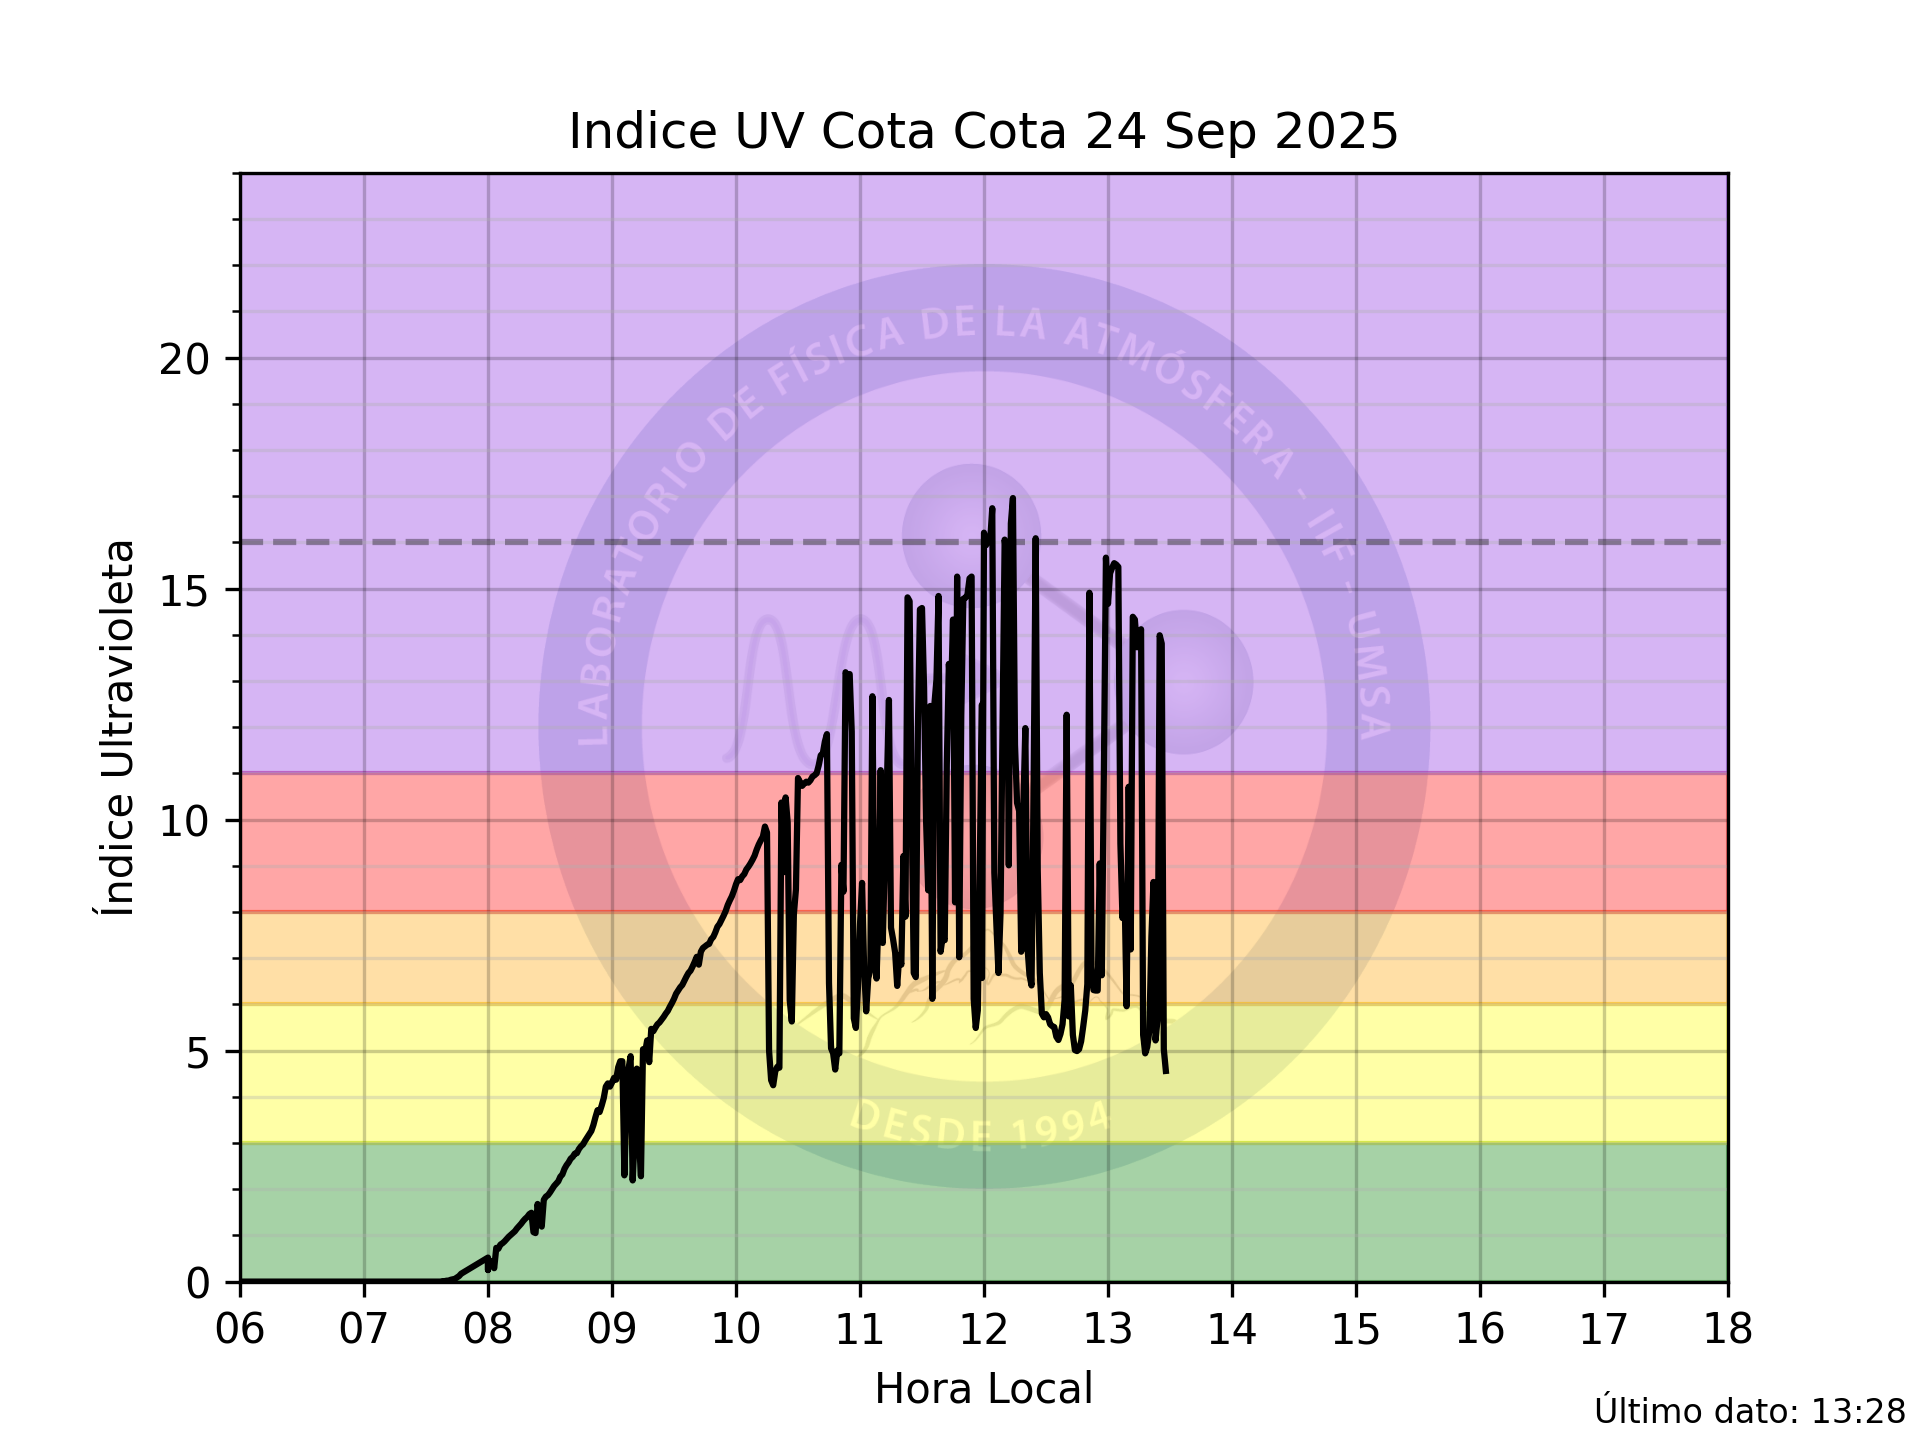 Indice UV Cota Cota 24 Sep 2025
Índice Ultravioleta
20
15
10
5
0
LABORATORIO DE FÍSICA DE LA ATMÓSFERA - IIF - UMSA
DESDE 1994
06 07 08 09 10 11 12 13 14 15 16 17 18
Hora Local
Último dato: 13:28